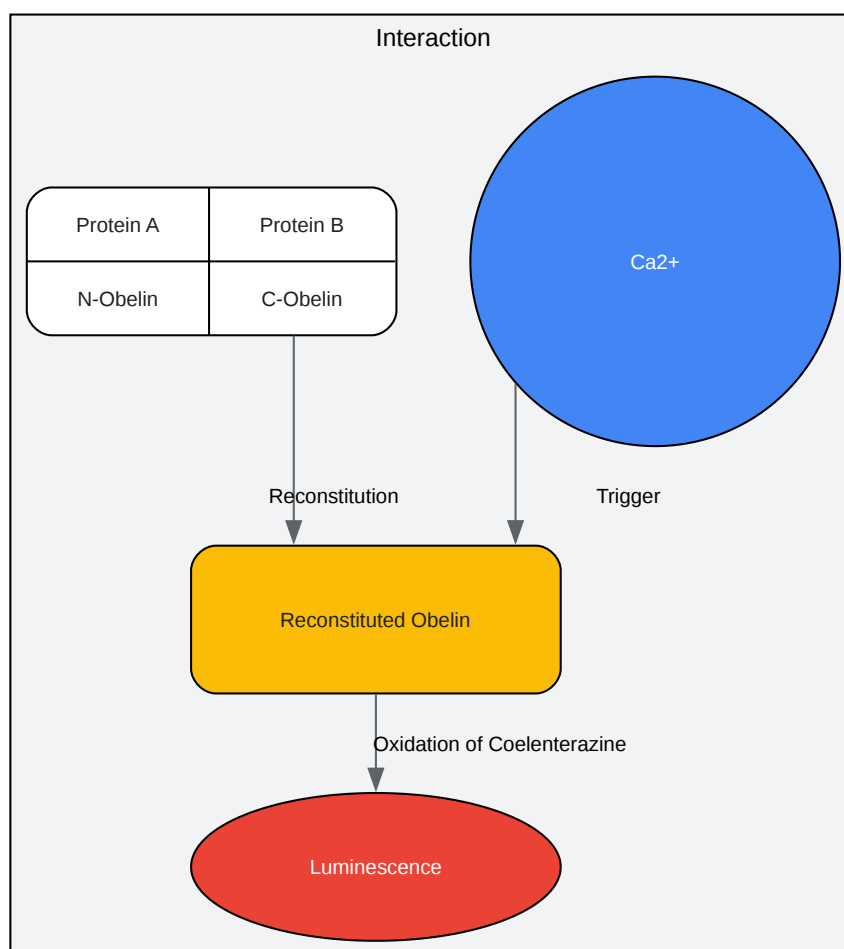 Interaction
Protein A
Protein B
N-Obelin
C-Obelin
Ca2+
Reconstitution
Trigger
Reconstituted Obelin
Oxidation of Coelenterazine
Luminescence